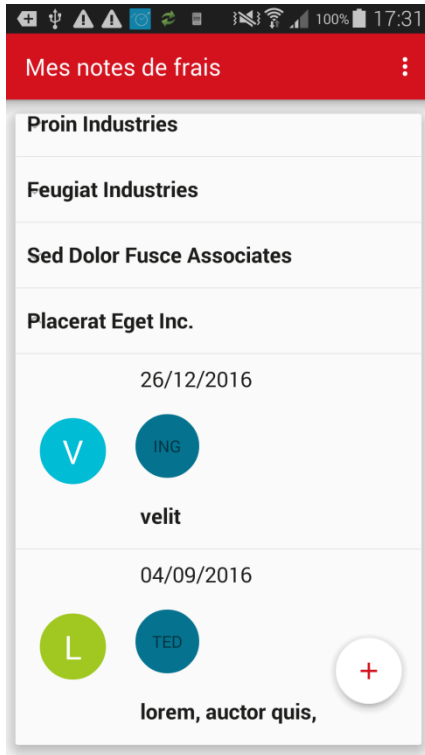 100% 17:31
Mes notes de frais
Proin Industries
Feugiat Industries
Sed Dolor Fusce Associates
Placerat Eget Inc.
26/12/2016
V
ING
velit
04/09/2016
L
TED
+
lorem, auctor quis,